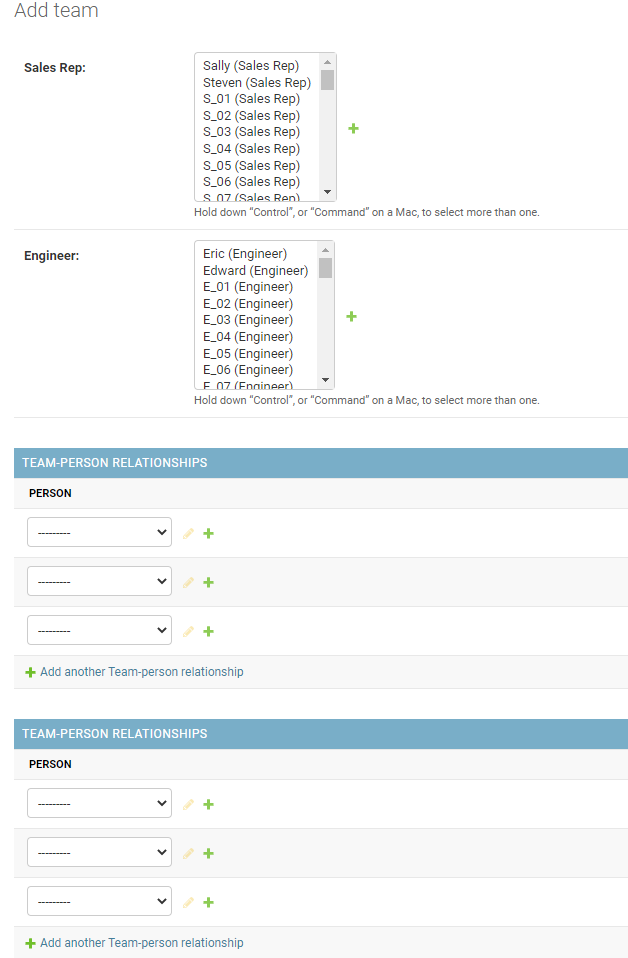 Add team
Sales Rep:
Sally (Sales Rep)
Steven (Sales Rep)
S_01 (Sales Rep)
S_02 (Sales Rep)
S_03 (Sales Rep)
S_04 (Sales Rep)
S_05 (Sales Rep)
S_06 (Sales Rep)
S_07 (Sales Rep)
Hold down “Control”, or “Command” on a Mac, to select more than one.
Engineer:
Eric (Engineer)
Edward (Engineer)
E_01 (Engineer)
E_02 (Engineer)
E_03 (Engineer)
E_04 (Engineer)
E_05 (Engineer)
E_06 (Engineer)
E_07 (Engineer)
Hold down “Control”, or “Command” on a Mac, to select more than one.
TEAM-PERSON RELATIONSHIPS
PERSON
---------
---------
---------
Add another Team-person relationship
TEAM-PERSON RELATIONSHIPS
PERSON
---------
---------
---------
Add another Team-person relationship